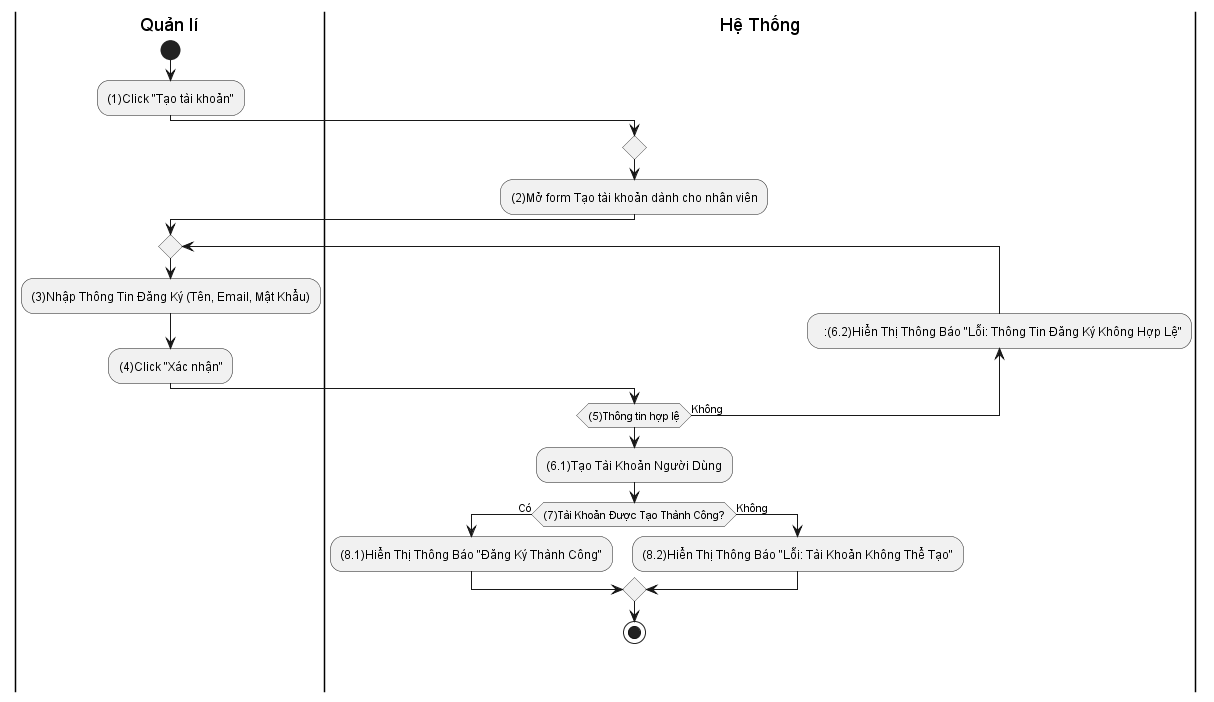 Quản lí
Hệ Thống
(1)Click "Tạo tài khoản"
(2)Mở form Tạo tài khoản dành cho nhân viên
(3)Nhập Thông Tin Đăng Ký (Tên, Email, Mật Khẩu)
:(6.2)Hiển Thị Thông Báo "Lỗi: Thông Tin Đăng Ký Không Hợp Lệ"
(4)Click "Xác nhận"
(5)Thông tin hợp lệ
Không
(6.1)Tạo Tài Khoản Người Dùng
Có
(7)Tài Khoản Được Tạo Thành Công?
Không
(8.1)Hiển Thị Thông Báo "Đăng Ký Thành Công"
(8.2)Hiển Thị Thông Báo "Lỗi: Tài Khoản Không Thể Tạo"